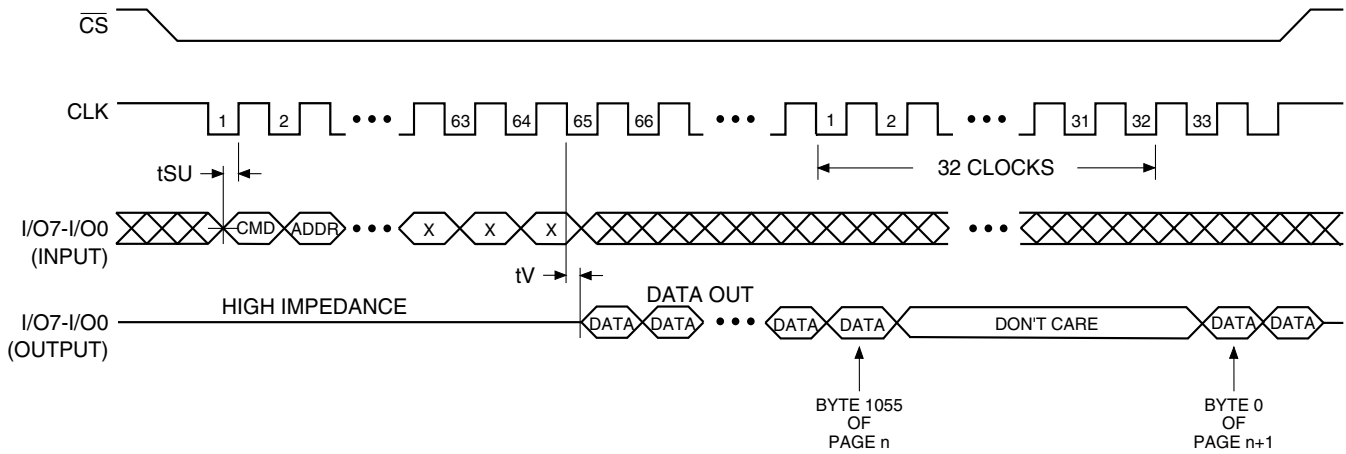 CS
CLK
1 2 ••• 63 64 65 66 ••• 1 2 ••• 31 32 33
tSU
32 CLOCKS
I/O7-I/O0
(INPUT)
CMD ADDR ••• X X X •••
tV
HIGH IMPEDANCE
DATA OUT
I/O7-I/O0
(OUTPUT)
DATA DATA ••• DATA DATA DON'T CARE DATA DATA
BYTE 1055
OF
PAGE n
BYTE 0
OF
PAGE n+1